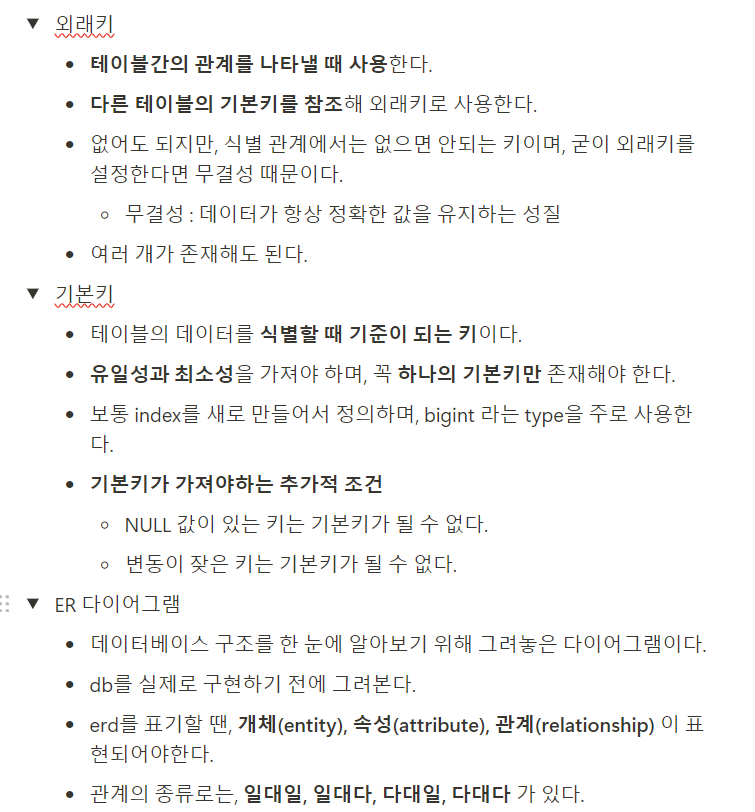 외래키
테이블간의 관계를 나타낼 때 사용한다.
다른 테이블의 기본키를 참조해 외래키로 사용한다.
없어도 되지만, 식별 관계에서는 없으면 안되는 키이며, 굳이 외래키를
설정한다면 무결성 때문이다.
무결성 : 데이터가 항상 정확한 값을 유지하는 성질
여러 개가 존재해도 된다.
기본키
테이블의 데이터를 식별할 때 기준이 되는 키이다.
유일성과 최소성을 가져야 하며, 꼭 하나의 기본키만 존재해야 한다.
보통 index를 새로 만들어서 정의하며, bigint 라는 type을 주로 사용한
다.
기본키가 가져야하는 추가적 조건
NULL 값이 있는 키는 기본키가 될 수 없다.
변동이 잦은 키는 기본키가 될 수 없다.
ER 다이어그램
데이터베이스 구조를 한 눈에 알아보기 위해 그려놓은 다이어그램이다.
db를 실제로 구현하기 전에 그려본다.
erd를 표기할 땐, 개체(entity), 속성(attribute), 관계(relationship) 이 표
현되어야한다.
관계의 종류로는, 일대일, 일대다, 다대일, 다대다 가 있다.